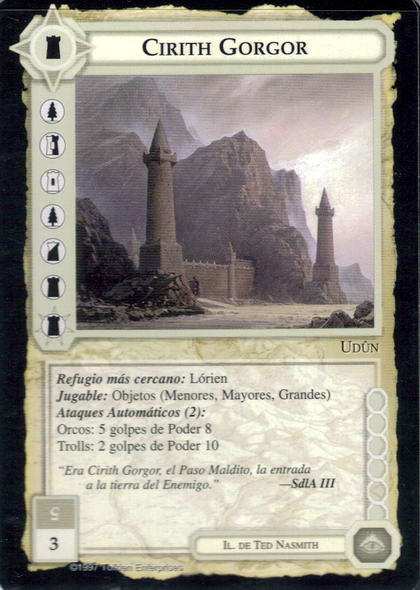 CIRITH GORGOR
UDÛN
Refugio más cercano: Lórien
Jugable: Objetos (Menores, Mayores, Grandes)
Ataques Automáticos (2):
Orcos: 5 golpes de Poder 8
Trolls: 2 golpes de Poder 10
“Era Cirith Gorgor, el Paso Maldito, la entrada
a la tierra del Enemigo.” —SdlA III
5
3
IL. DE TED NASMITH
©1997 Tolkien Enterprises